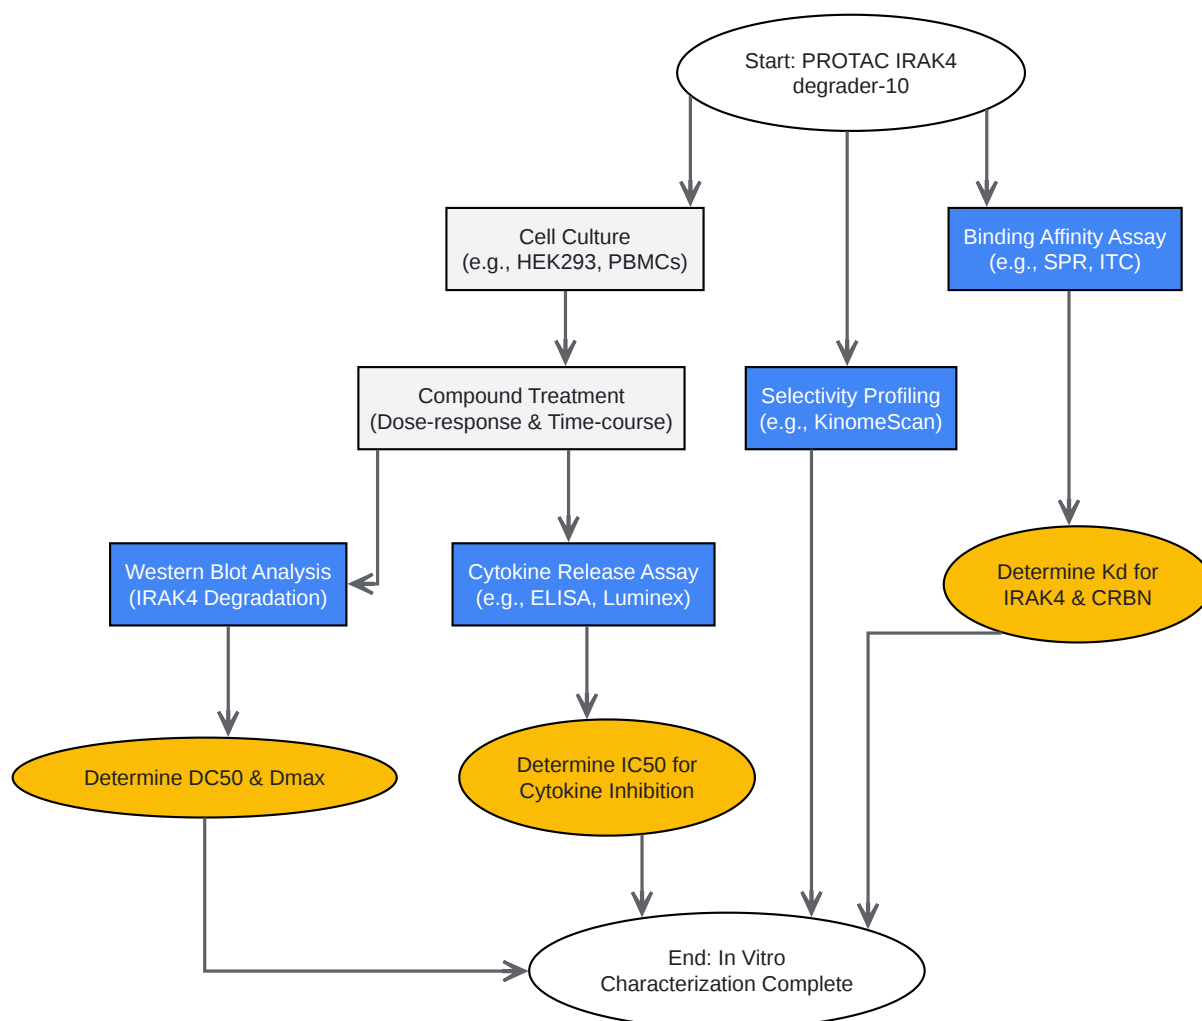 Start: PROTAC IRAK4
degrader-10
Cell Culture
(e.g., HEK293, PBMCs)
Binding Affinity Assay
(e.g., SPR, ITC)
Compound Treatment
(Dose-response & Time-course)
Selectivity Profiling
(e.g., KinomeScan)
Western Blot Analysis
(IRAK4 Degradation)
Cytokine Release Assay
(e.g., ELISA, Luminex)
Determine Kd for
IRAK4 & CRBN
Determine DC50 & Dmax
Determine IC50 for
Cytokine Inhibition
End: In Vitro
Characterization Complete